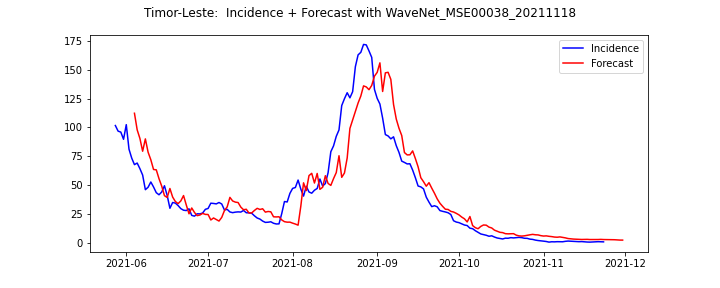 Timor-Leste:  Incidence + Forecast with WaveNet_MSE00038_20211118
Incidence
Forecast
175
150
125
100
75
50
25
0
2021-06 2021-07 2021-08 2021-09 2021-10 2021-11 2021-12